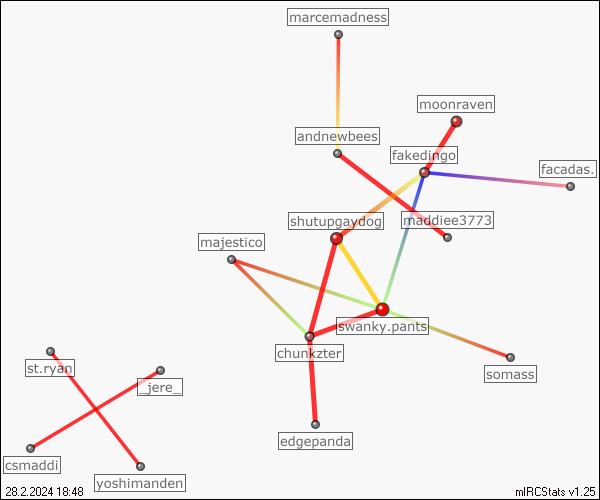 marcemadness
moonraven
andnewbees
fakedingo
facadas.
shutupgaydog
maddiee3773
majestico
swanky.pants
chunkzter
st.ryan
_jere_
somass
edgepanda
csmaddi
yoshimanden
28.2.2024 18:48
mIRCStats v1.25